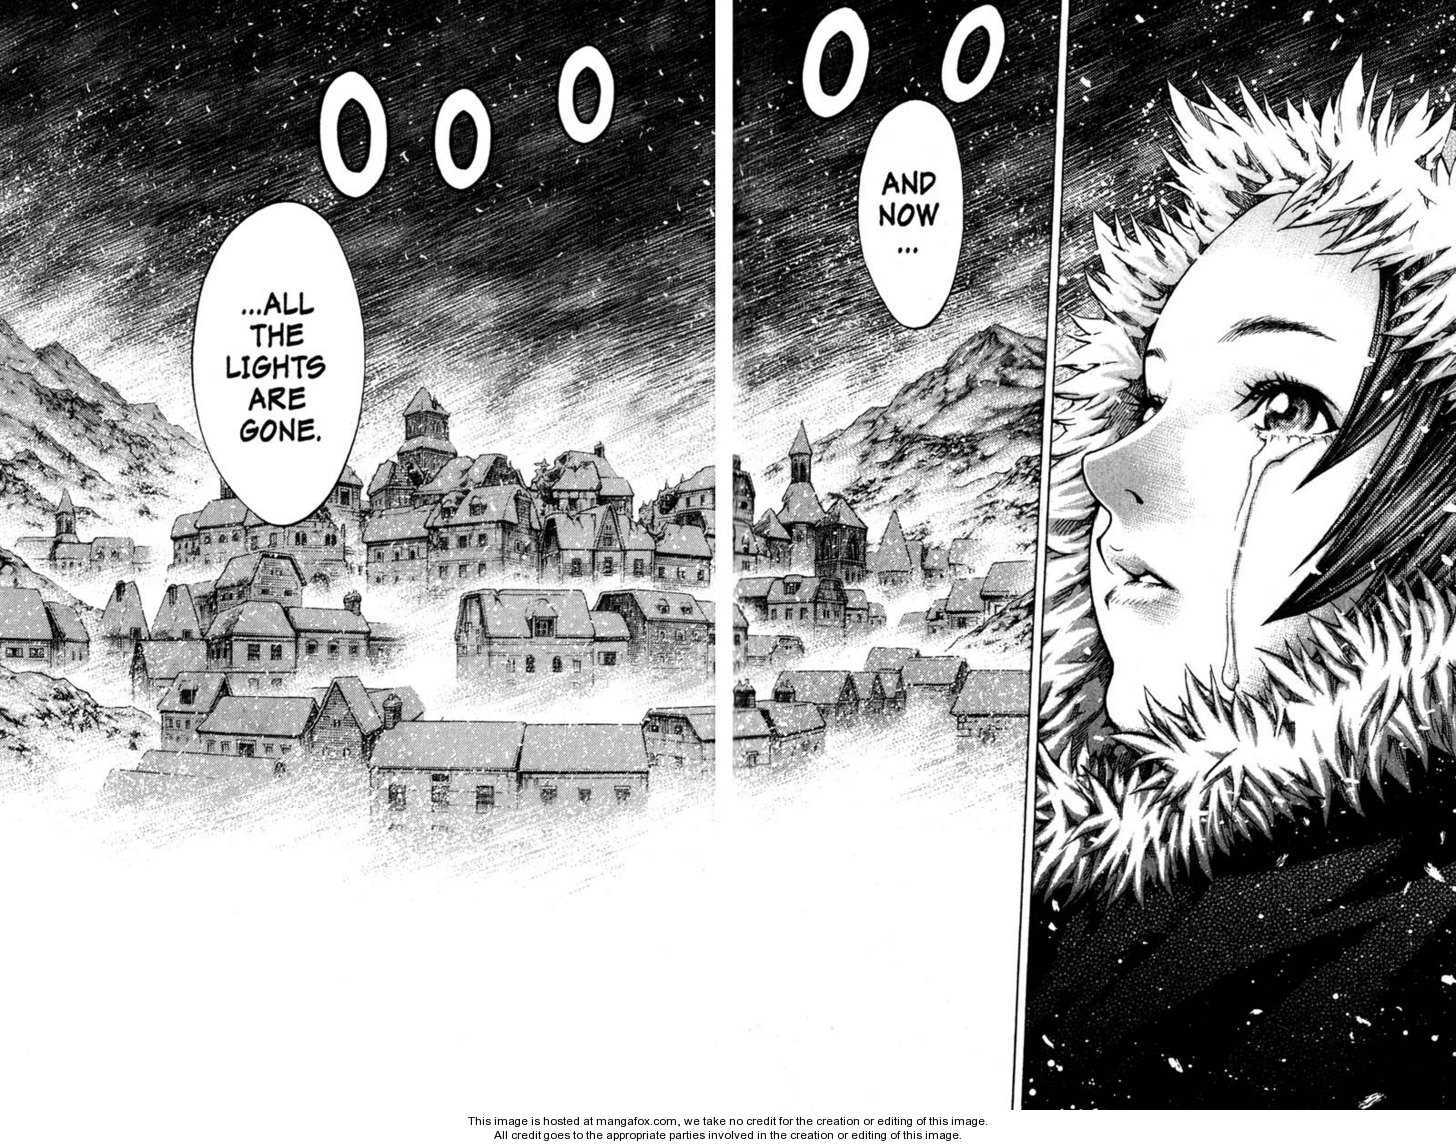 O O O O O
AND
NOW
...
...ALL
THE
LIGHTS
ARE
GONE.
This image is hosted at mangafox.com, we take no credit for the creation or editing of this image.
All credit goes to the appropriate parties involved in the creation or editing of this image.